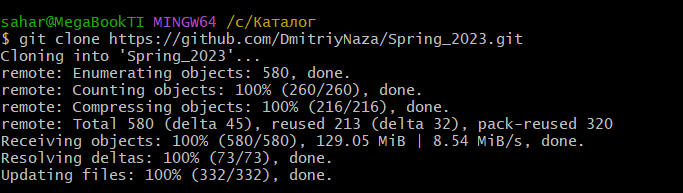 sahar@MegaBookTI MINGW64 /c/Каталог
$ git clone https://github.com/DmitriyNaza/Spring_2023.git
Cloning into 'Spring_2023'...
remote: Enumerating objects: 580, done.
remote: Counting objects: 100% (260/260), done.
remote: Compressing objects: 100% (216/216), done.
remote: Total 580 (delta 45), reused 213 (delta 32), pack-reused 320
Receiving objects: 100% (580/580), 129.05 MiB | 8.54 MiB/s, done.
Resolving deltas: 100% (73/73), done.
Updating files: 100% (332/332), done.